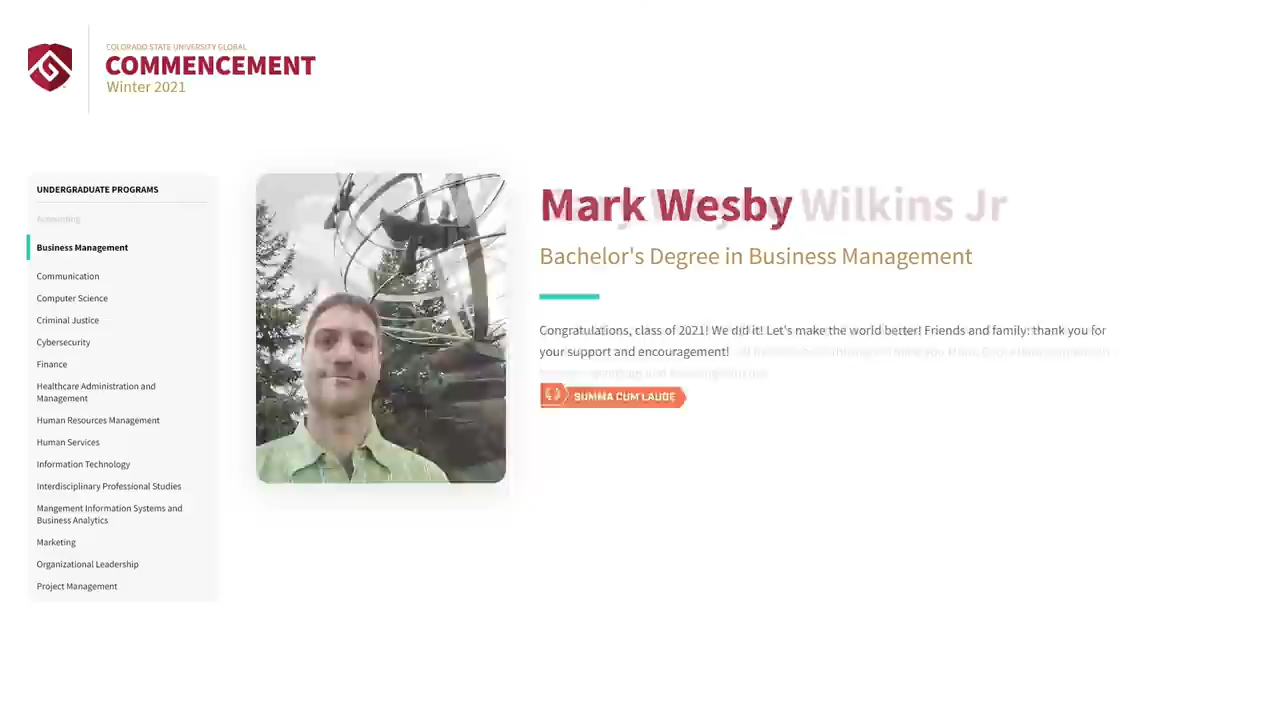 COLORADO STATE UNIVERSITY GLOBAL
COMMENCEMENT
Winter 2021
UNDERGRADUATE PROGRAMS
Accounting
Business Management
Communication
Computer Science
Criminal Justice
Cybersecurity
Finance
Healthcare Administration and
Management
Human Resources Management
Human Services
Information Technology
Interdisciplinary Professional Studies
Mangement Information Systems and
Business Analytics
Marketing
Organizational Leadership
Project Management
Mark Wesby
Wilkins Jr
Bachelor's Degree in Business Management
Congratulations, class of 2021! We did it! Let's make the world better! Friends and family: thank you for
your support and encouragement!
SUMMA CUM LAUDE